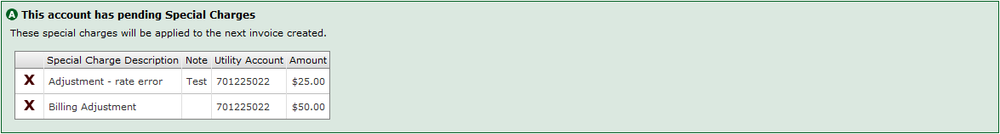 A This account has pending Special Charges
These special charges will be applied to the next invoice created.
Special Charge Description Note Utility Account Amount
X Adjustment - rate error Test 701225022 $25.00
X Billing Adjustment 701225022 $50.00